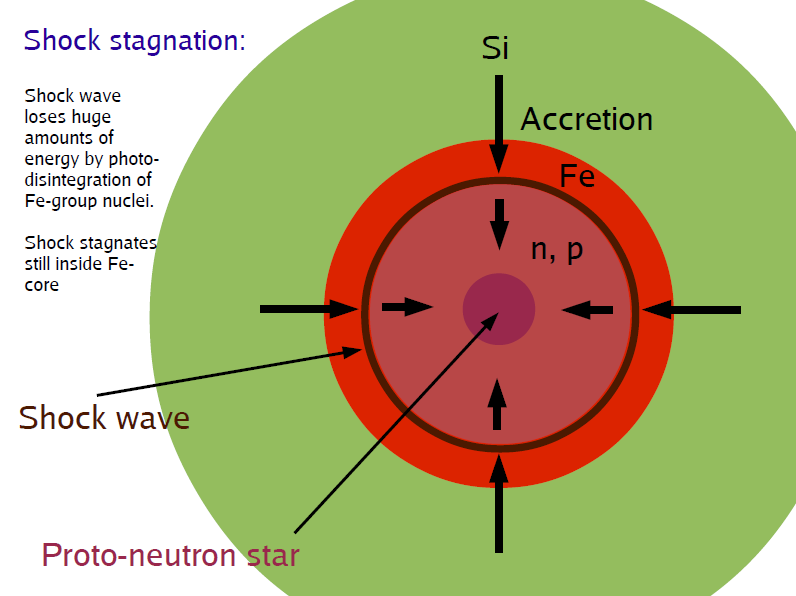 Shock stagnation:
Shock wave
loses huge
amounts of
energy by photo-
disintegration of
Fe-group nuclei.
Shock stagnates
still inside Fe-
core
Si
Accretion
Fe
n, p
Shock wave
Proto-neutron star